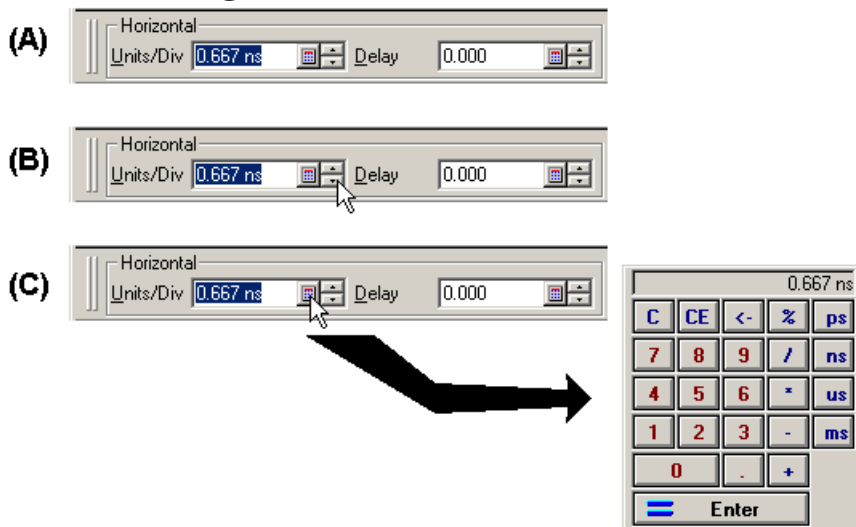 (A)
Horizontal
Units/Div 0.667 ns Delay 0.000
(B)
Horizontal
Units/Div 0.667 ns Delay 0.000
(C)
Horizontal
Units/Div 0.667 ns Delay 0.000
0.667 ns
C CE <- % ps
7 8 9 / ns
4 5 6 * us
1 2 3 - ms
0 . +
= Enter